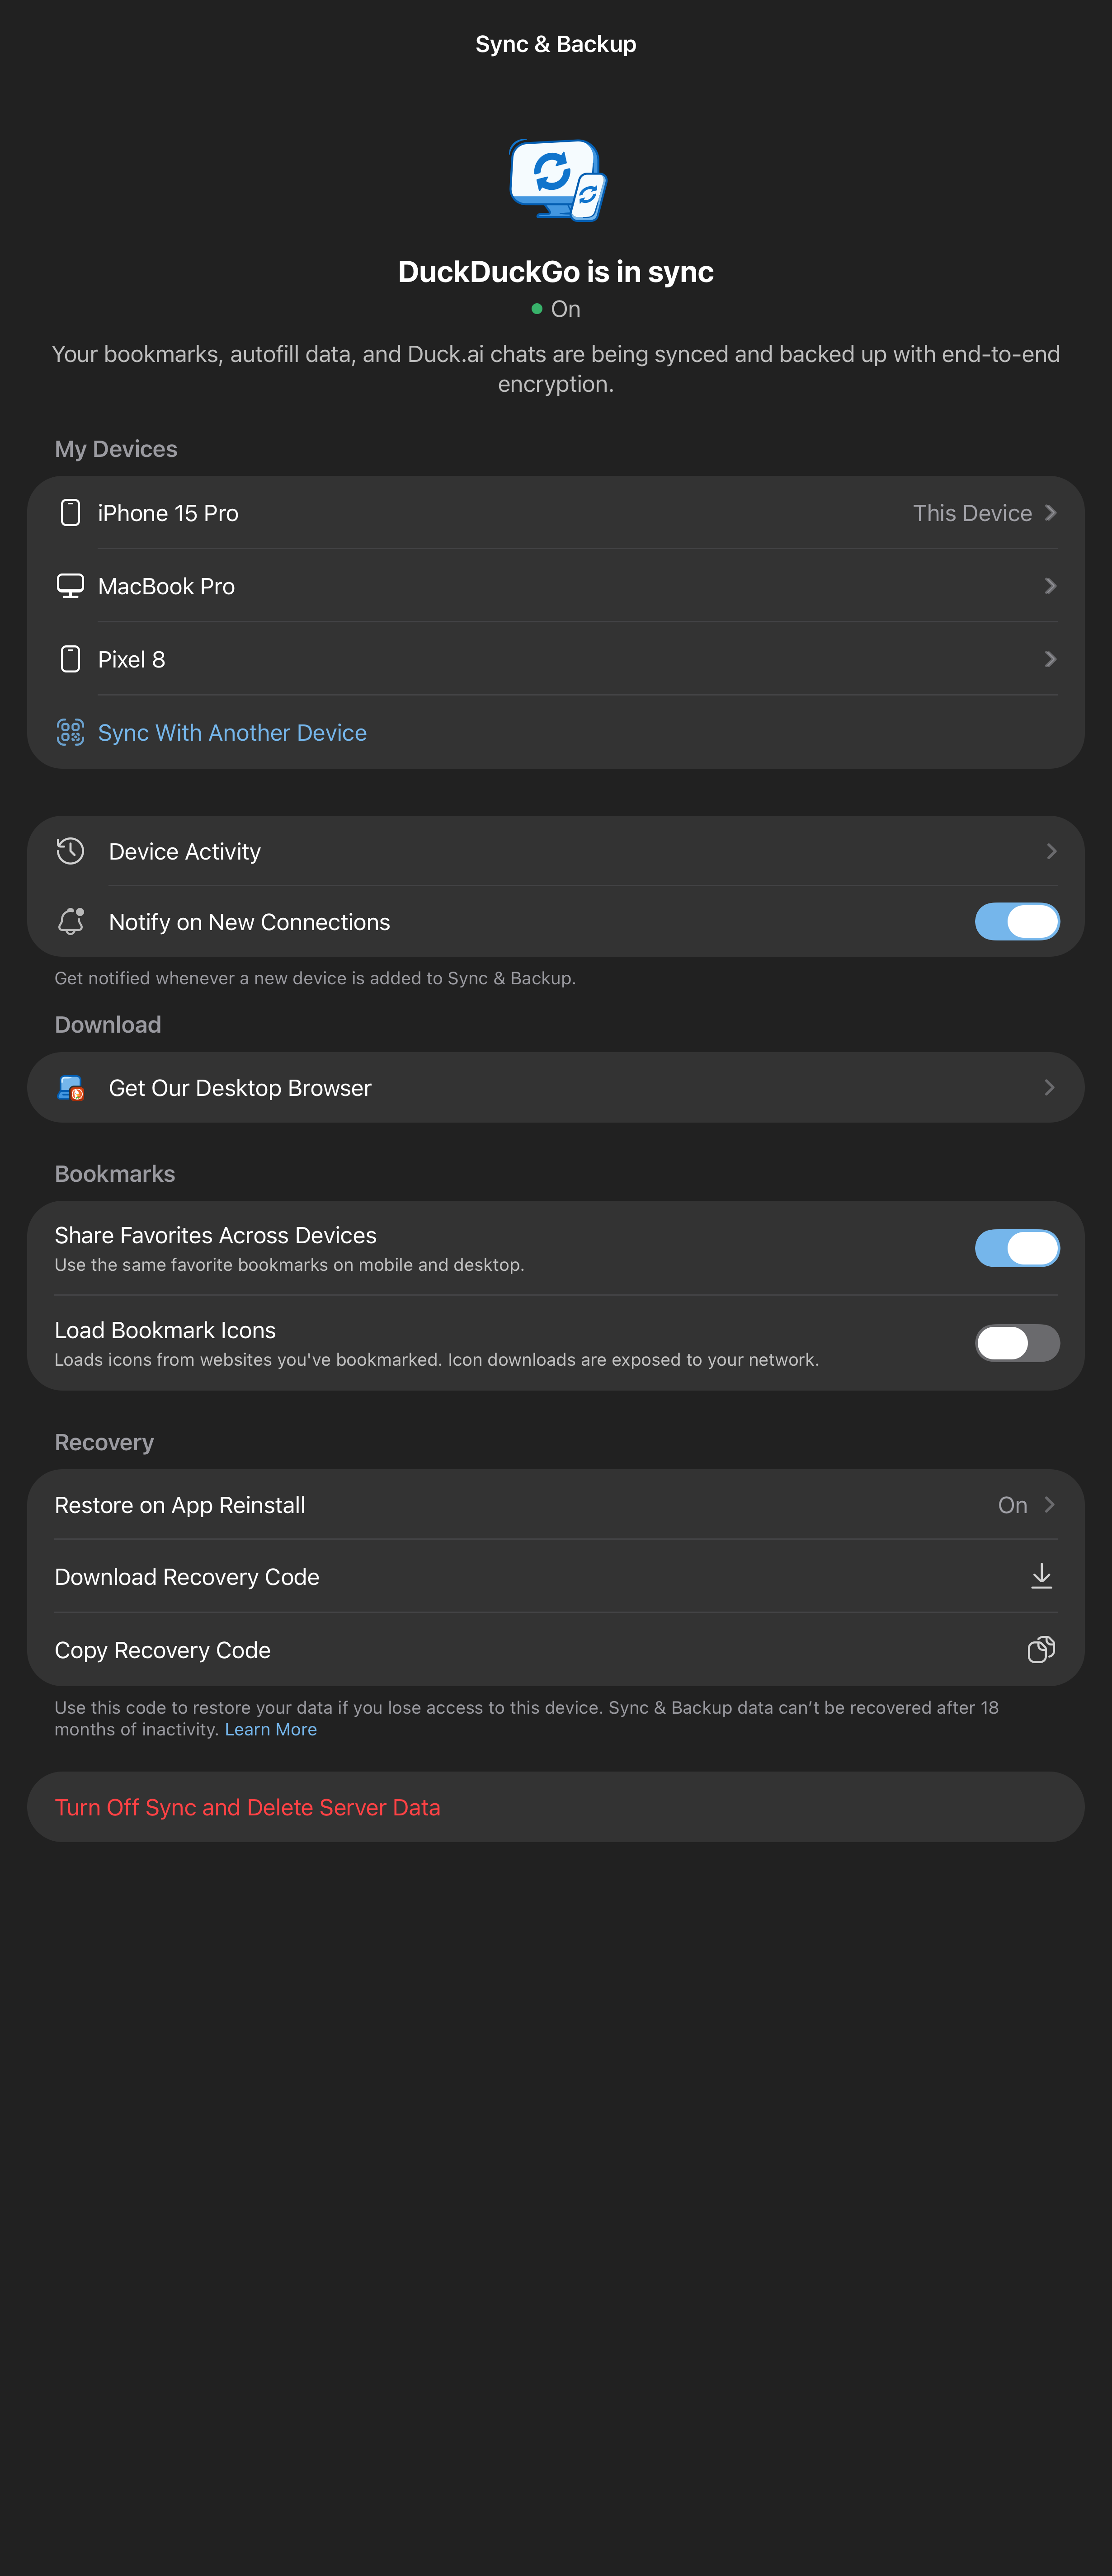 Sync & Backup
DuckDuckGo is in sync
On
Your bookmarks, autofill data, and Duck.ai chats are being synced and backed up with end-to-end
encryption.
My Devices
iPhone 15 Pro
This Device
MacBook Pro
Pixel 8
Sync With Another Device
Device Activity
Notify on New Connections
Get notified whenever a new device is added to Sync & Backup.
Download
Get Our Desktop Browser
Bookmarks
Share Favorites Across Devices
Use the same favorite bookmarks on mobile and desktop.
Load Bookmark Icons
Loads icons from websites you've bookmarked. Icon downloads are exposed to your network.
Recovery
Restore on App Reinstall
On
Download Recovery Code
Copy Recovery Code
Use this code to restore your data if you lose access to this device. Sync & Backup data can’t be recovered after 18
months of inactivity. Learn More
Turn Off Sync and Delete Server Data